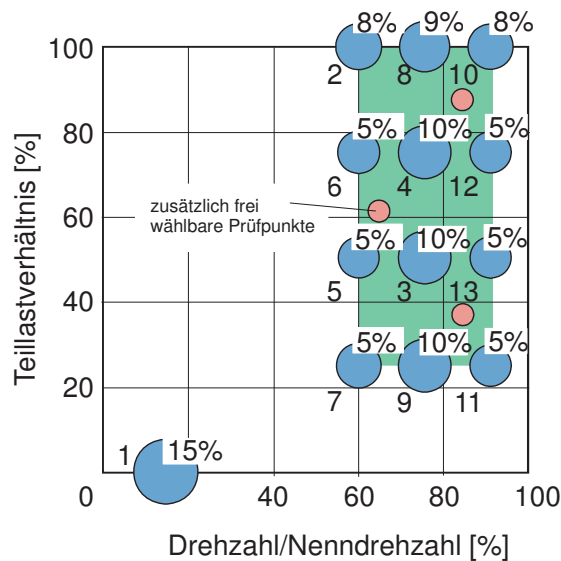 8% 9% 8%
100
2 8 10
5% 10% 5%
80
6 4 12
zusätzlich frei
wählbare Prüfpunkte
60
5% 10% 5%
5 3 13
40
5% 10% 5%
20
7 9 11
1 15%
0 40 60 80 100
Teillastverhältnis [%]
Drehzahl/Nenndrehzahl [%]